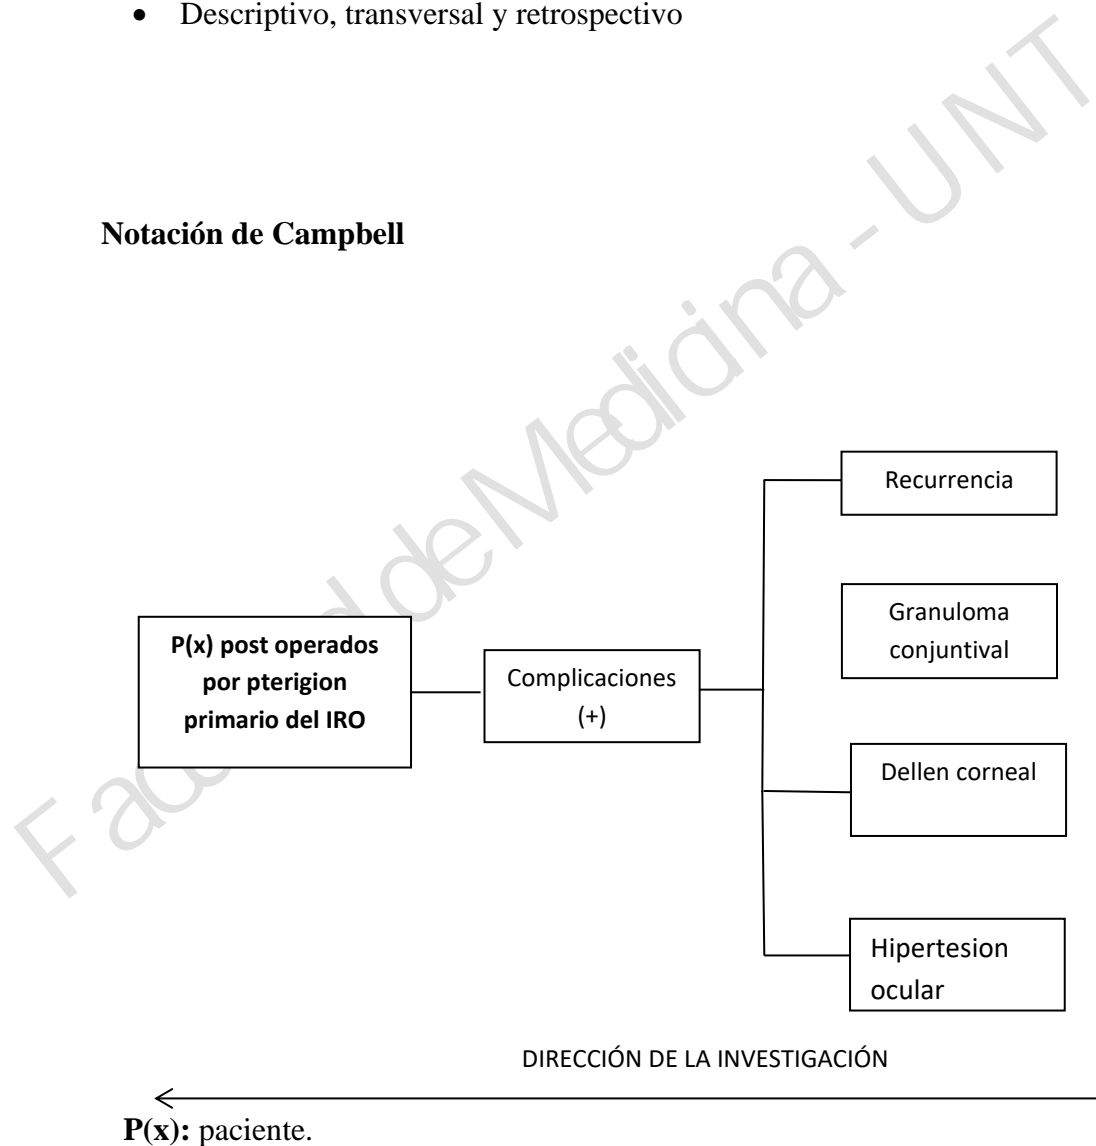 • Descriptivo, transversal y retrospectivo
Notación de Campbell
Recurrencia
Granuloma
conjuntival
P(x) post operados
por pterigion
primario del IRO
Complicaciones
(+)
Dellen corneal
Hipertesion
ocular
DIRECCIÓN DE LA INVESTIGACIÓN
P(x): paciente.
Facultad de Medicina - UNT